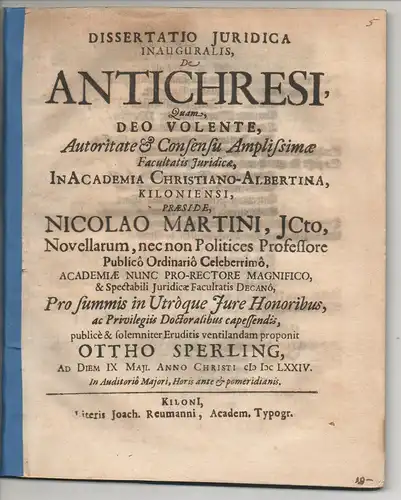 5
DISSERTATIO JURIDICA
INAUGURALIS,
De
ANTICHRESI,
Quam,
DEO VOLENTE,
Autoritate & Consensu Amplissimæ
Facultatis Juridicæ,
IN ACADEMIA CHRISTIANO-ALBERTINA,
KILONIENSI,
PRÆSIDE,
NICOLAO MARTINI, JCto,
Novellarum, nec non Politices Professore
Publicô Ordinariô Celeberrimô,
ACADEMIÆ NUNC PRO-RECTORE MAGNIFICO,
& Spectabili Juridicæ Facultatis DECANÔ,
Pro summis in Utrôque Jure Honoribus,
ac Privilegiis Doctoralibus capessendis,
publicè & solemniter Eruditis ventilandam proponit
OTTHO SPERLING,
AD DIEM IX MAJI. ANNO CHRISTI cIↃ IↃc LXXIV.
In Auditoriô Majori, Horis ante & pomeridianis.
KILONI,
Literis Joach. Reumanni, Academ. Typogr.